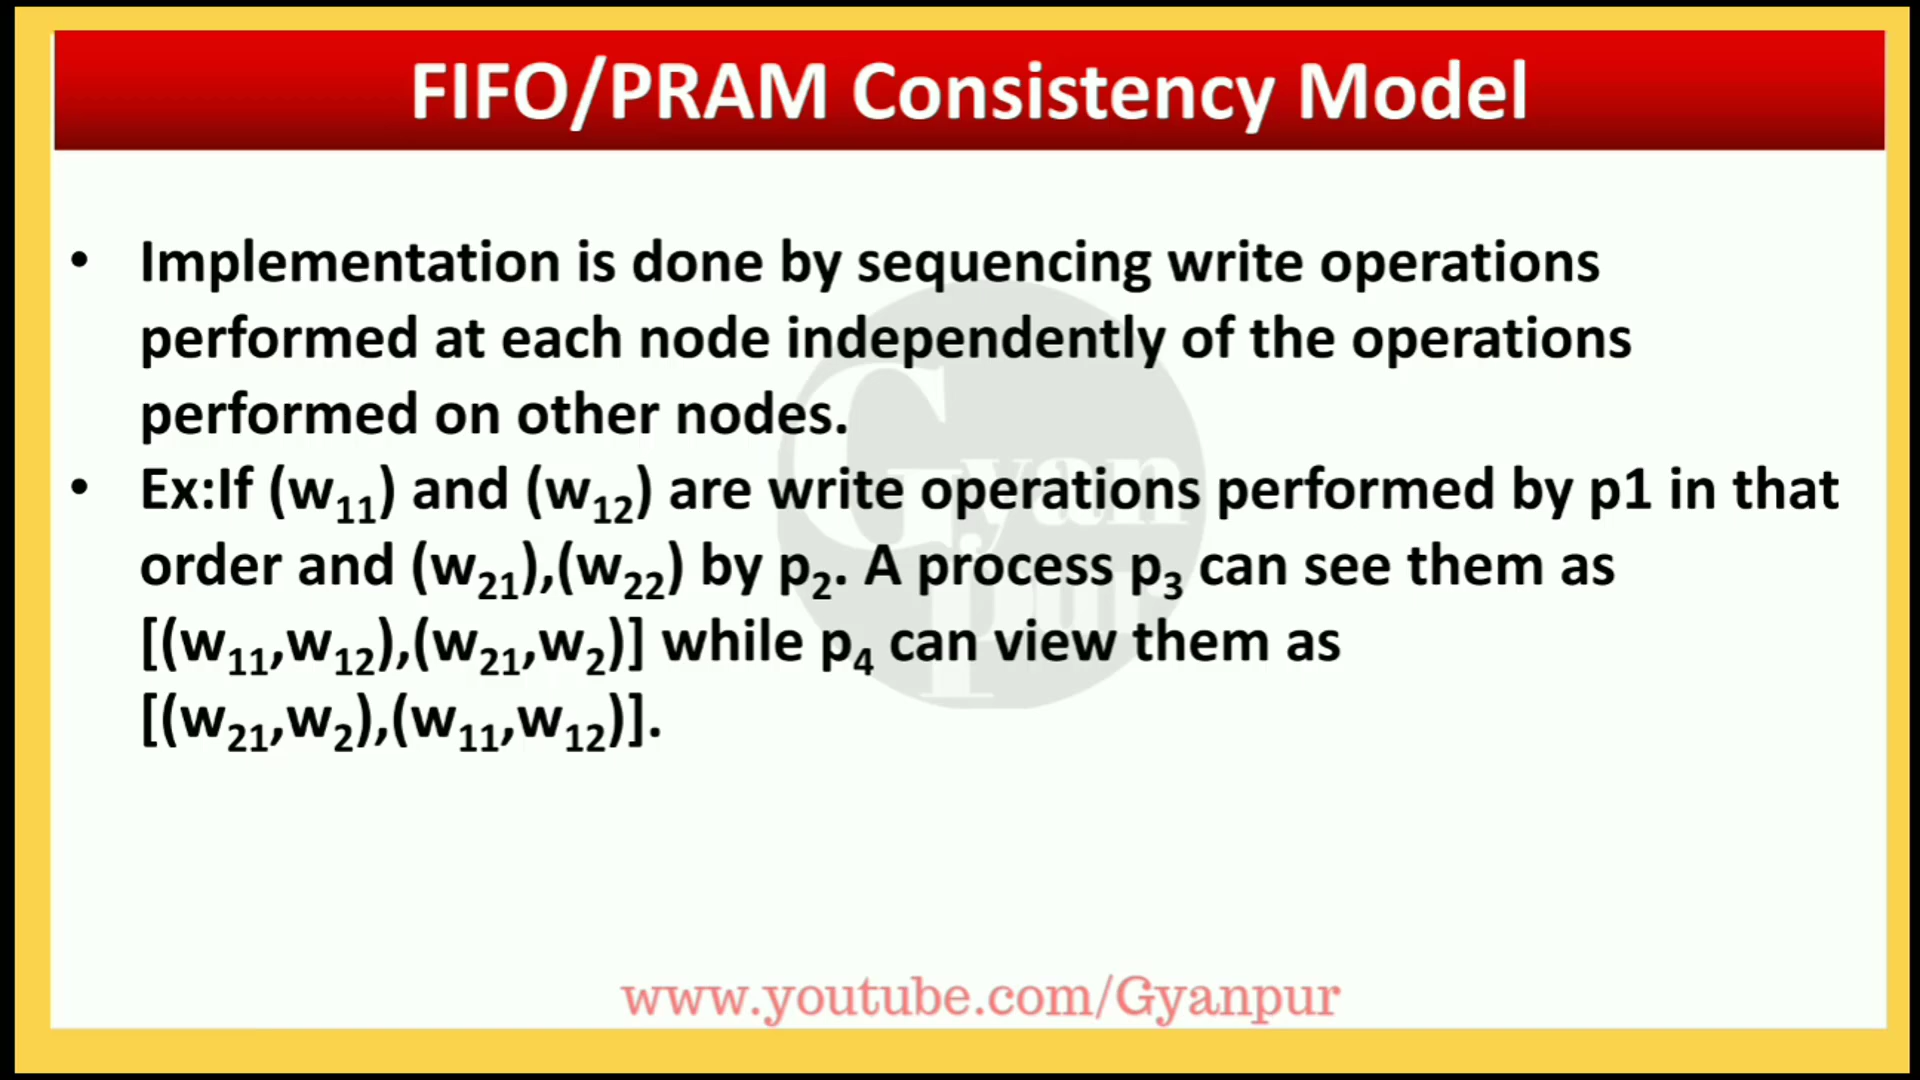 FIFO/PRAM Consistency Model
• Implementation is done by sequencing write operations
performed at each node independently of the operations
performed on other nodes.
• Ex:If (w₁₁) and (w₁₂) are write operations performed by p1 in that
order and (w₂₁),(w₂₂) by p₂. A process p₃ can see them as
[(w₁₁,w₁₂),(w₂₁,w₂)] while p₄ can view them as
[(w₂₁,w₂),(w₁₁,w₁₂)].
Gyan
Pur
www.youtube.com/Gyanpur